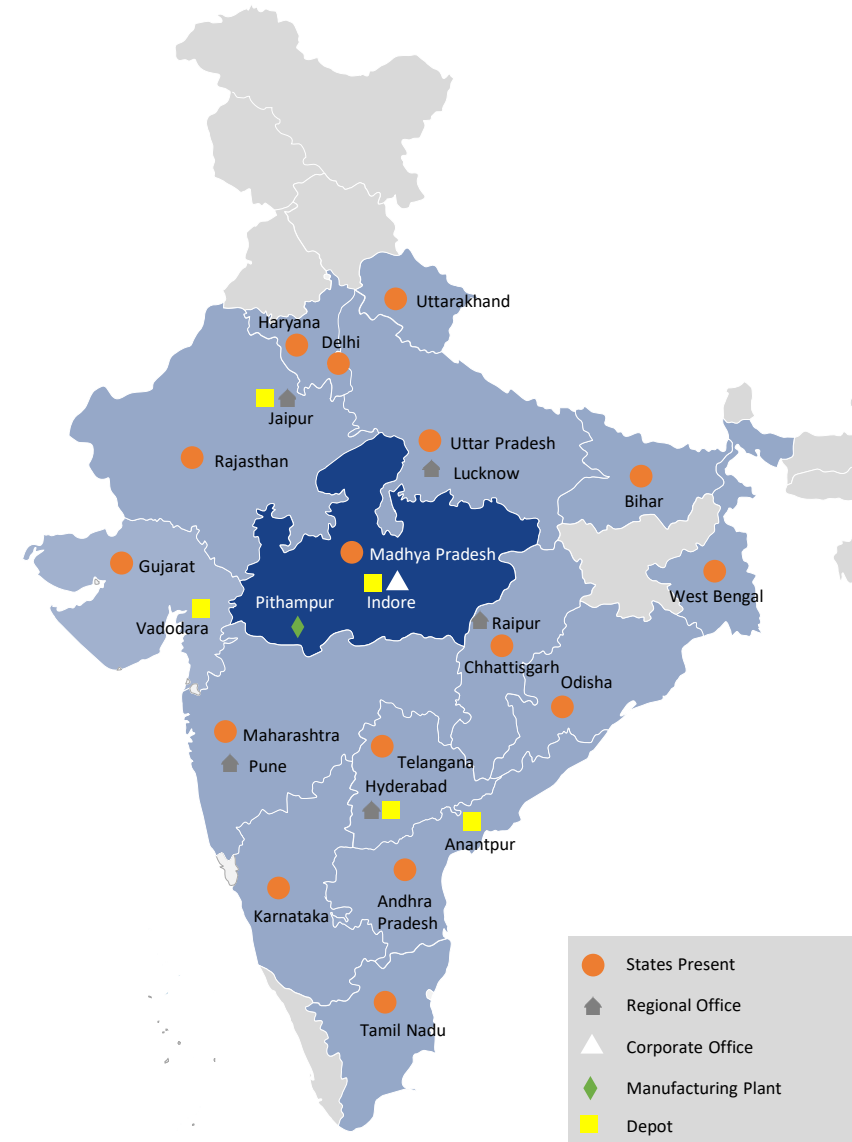 Uttarakhand
Haryana
Delhi
Jaipur
Rajasthan
Uttar Pradesh
Lucknow
Bihar
Gujarat
Madhya Pradesh
Indore
Pithampur
Vadodara
West Bengal
Raipur
Chhattisgarh
Odisha
Maharashtra
Pune
Telangana
Hyderabad
Anantpur
Karnataka
Andhra
Pradesh
Tamil Nadu
States Present
Regional Office
Corporate Office
Manufacturing Plant
Depot